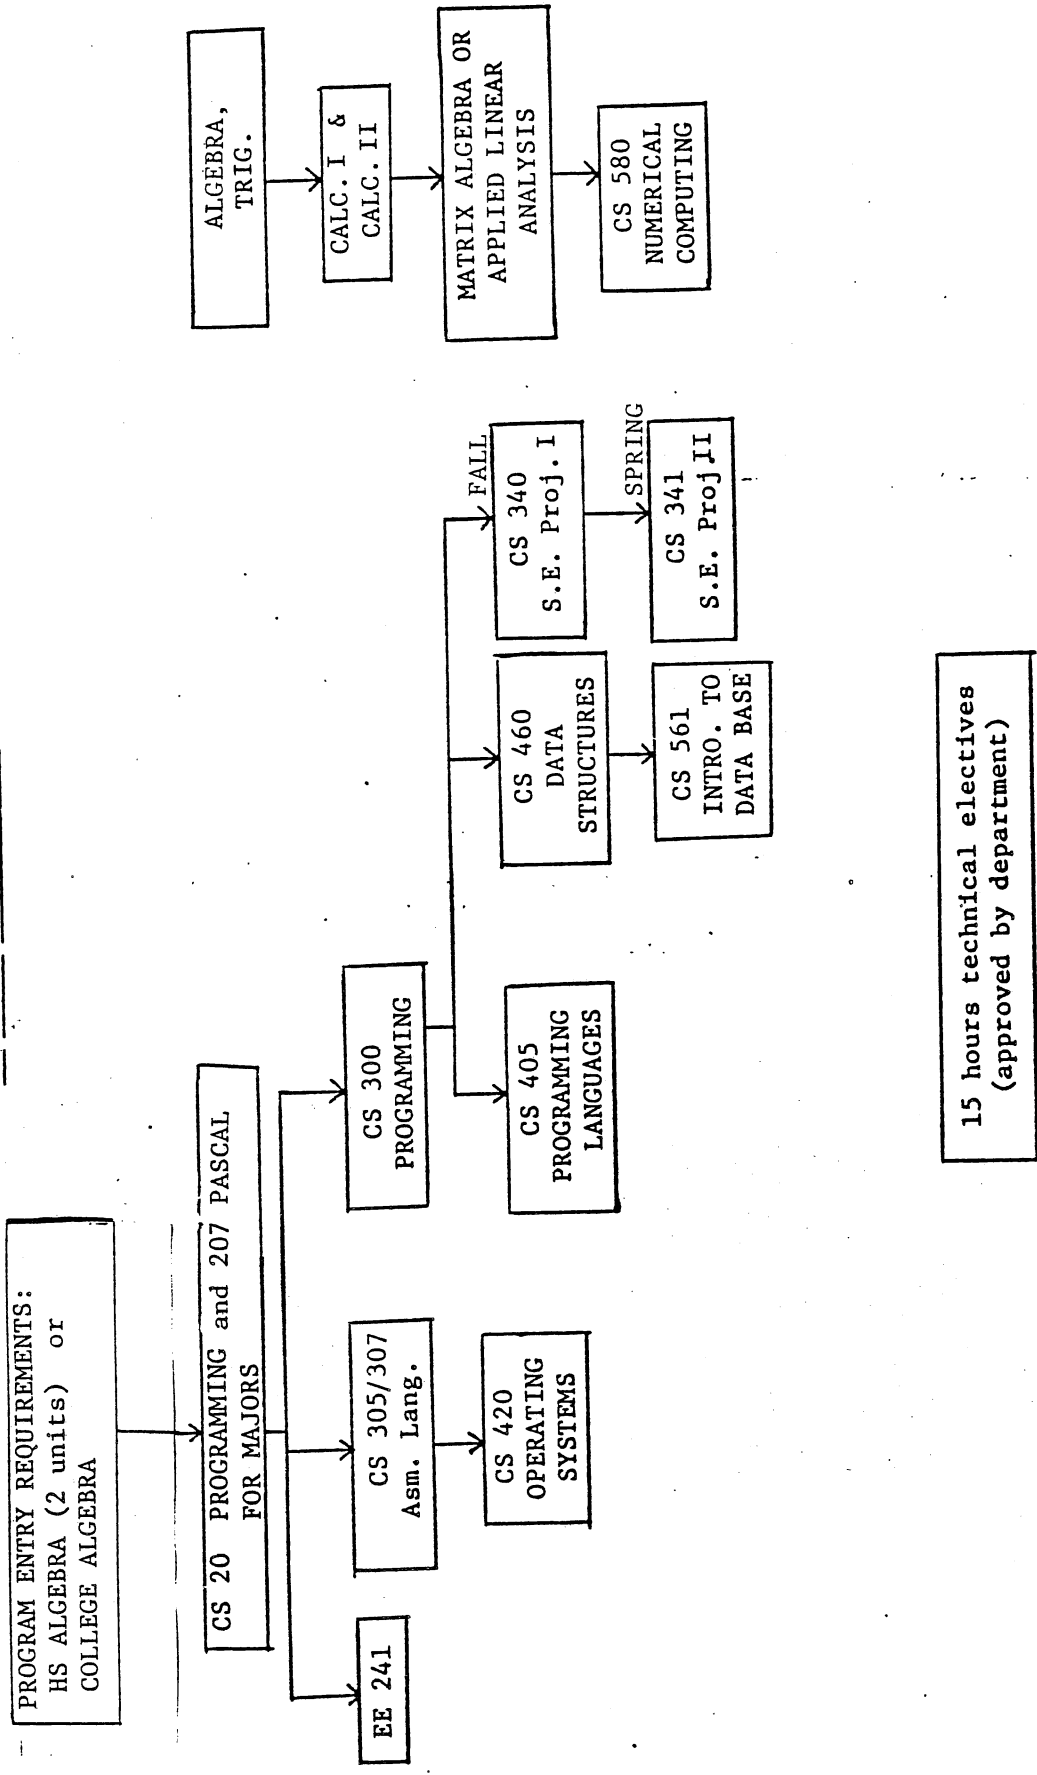 PROGRAM ENTRY REQUIREMENTS:
HS ALGEBRA (2 units) or
COLLEGE ALGEBRA
CS 20 PROGRAMMING and 207 PASCAL
FOR MAJORS
EE 241
CS 305/307
Asm. Lang.
CS 420
OPERATING
SYSTEMS
CS 300
PROGRAMMING
CS 405
PROGRAMMING
LANGUAGES
CS 460
DATA
STRUCTURES
CS 561
INTRO. TO
DATA BASE
FALL
CS 340
S.E. Proj. I
SPRING
CS 341
S.E. Proj.II
ALGEBRA,
TRIG.
CALC. I &
CALC. II
MATRIX ALGEBRA OR
APPLIED LINEAR
ANALYSIS
CS 580
NUMERICAL
COMPUTING
15 hours technical electives
(approved by department)